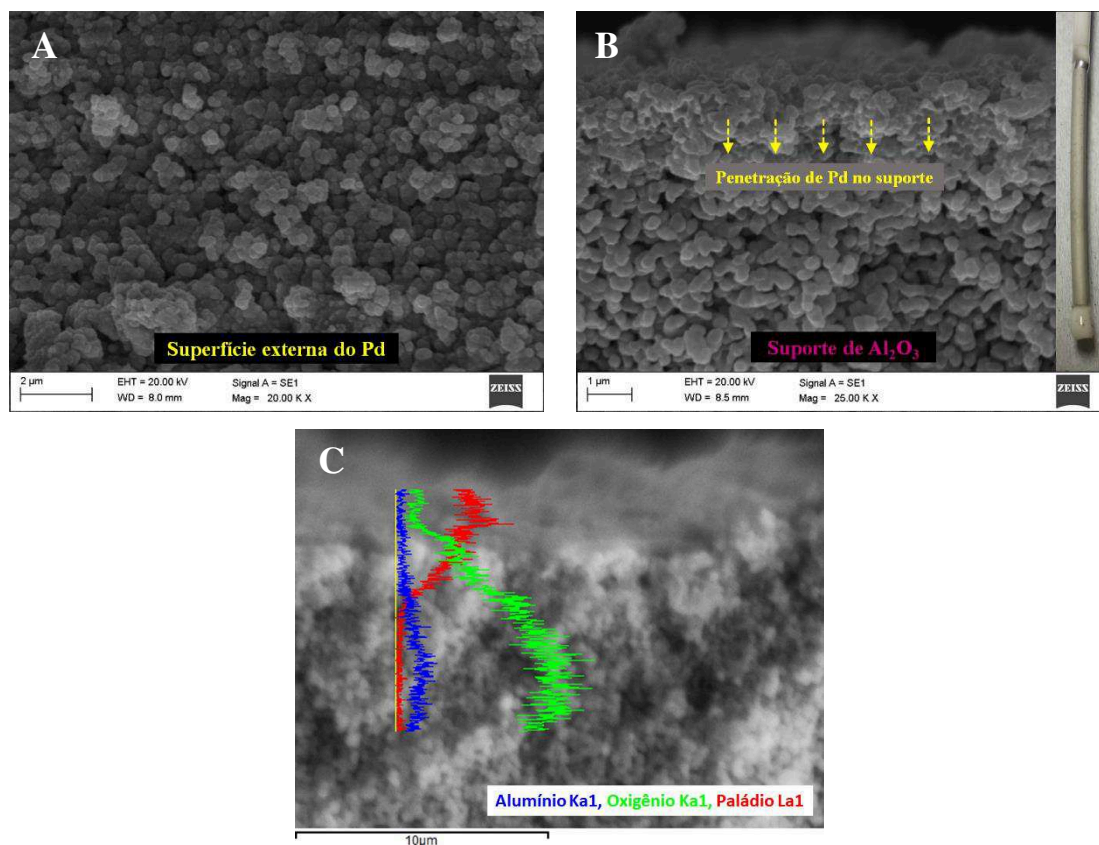 A
Superfície externa do Pd
2 µm
EHT = 20.00 kV
WD = 8.0 mm
Signal A = SE1
Mag = 20.00 K X
ZEISS
B
Penetração de Pd no suporte
Suporte de Al₂O₃
1 µm
EHT = 20.00 kV
WD = 8.5 mm
Signal A = SE1
Mag = 25.00 K X
ZEISS
C
Alumínio Ka1, Oxigênio Ka1, Paládio La1
10µm